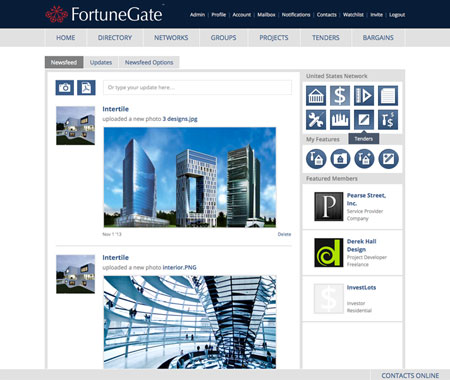 FortuneGate
Admin | Profile | Account | Mailbox | Notifications | Contacts | Watchlist | Invite | Logout
HOME DIRECTORY NETWORKS GROUPS PROJECTS TENDERS BARGAINS
Newsfeed Updates Newsfeed Options
Or type your update here...
Intertile
uploaded a new photo 3 designs.jpg
Nov 1 '13 Delete
Intertile
uploaded a new photo interior.PNG
United States Network
My Features
Tenders
Featured Members
Pearse Street, Inc.
Service Provider
Company
Derek Hall
Design
Project Developer
Freelance
InvestLots
Investor
Residential
CONTACTS ONLINE